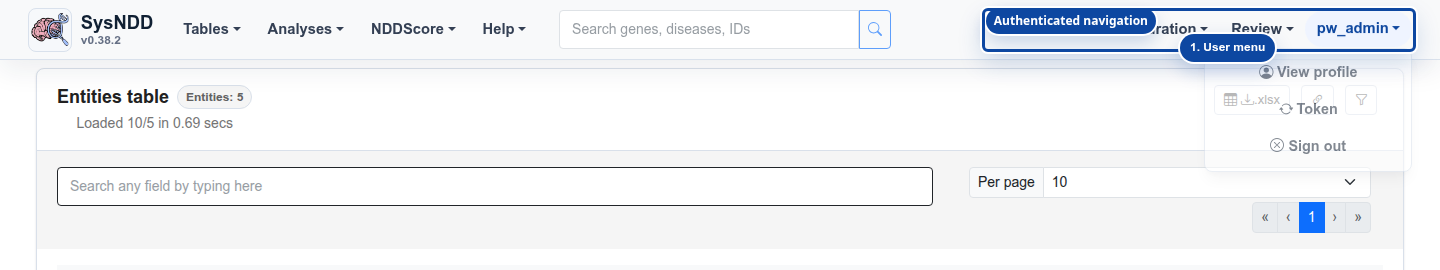 SysNDD
v0.38.2
Tables
Analyses
NDDScore
Help
Search genes, diseases, IDs
Authenticated navigation
Review
pw_admin
1. User menu
View profile
Token
Sign out
Entities table
Entities: 5
.xlsx
Loaded 10/5 in 0.69 secs
Search any field by typing here
Per page
10
« ‹ 1 › »